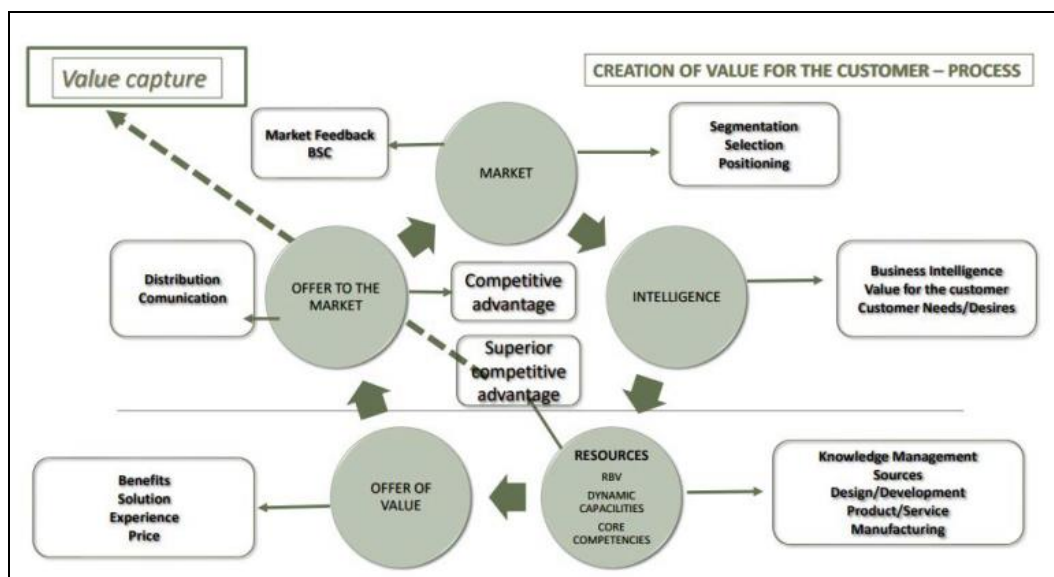 Value capture
CREATION OF VALUE FOR THE CUSTOMER – PROCESS
Market Feedback
BSC
MARKET
Segmentation
Selection
Positioning
Distribution
Comunication
OFFER TO THE
MARKET
Competitive
advantage
INTELLIGENCE
Business Intelligence
Value for the customer
Customer Needs/Desires
Superior
competitive
advantage
Benefits
Solution
Experience
Price
OFFER OF
VALUE
RESOURCES
RBV
DYNAMIC
CAPACILITIES
CORE
COMPETENCIES
Knowledge Management
Sources
Design/Development
Product/Service
Manufacturing